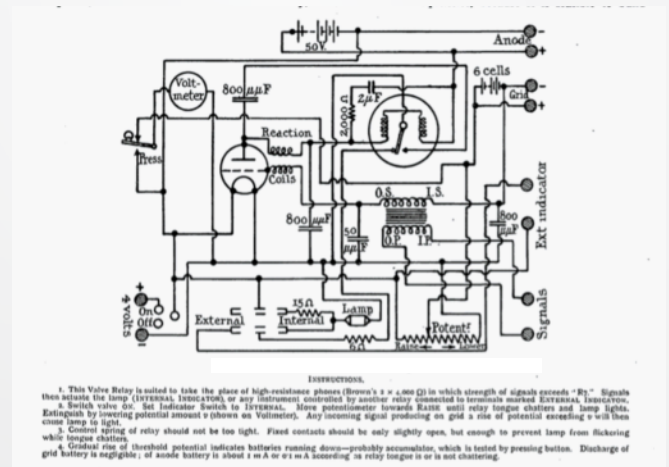 50V.
Anode
-
+
6 cells
Grid
-
+
Volt-
meter
800 μμF
2,000 Ω
2μF
Reaction
Coils
Press
O.S.
I.S.
800 μμF
50
μμF
O.P.
I.P.
800
μμF
Ext indicator
Signals
+
4 volts
-
On
Off
External
15Ω
Internal
Lamp
6Ω
Potent.r
Raise
Lower
INSTRUCTIONS.
1. This Valve Relay is suited to take the place of high-resistance phones (Brown's 2 × 4,000 Ω) in which strength of signals exceeds "R7." Signals
then actuate the lamp (INTERNAL INDICATOR), or any instrument controlled by another relay connected to terminals marked EXTERNAL INDICATOR.
2. Switch valve ON. Set Indicator Switch to INTERNAL. Move potentiometer towards RAISE until relay tongue chatters and lamp lights.
Extinguish by lowering potential amount v (shown on Voltmeter). Any incoming signal producing on grid a rise of potential exceeding v will then
cause lamp to light.
3. Control spring of relay should not be too light. Fixed contacts should be only slightly open, but enough to prevent lamp from flickering
while tongue chatters.
4. Gradual rise of threshold potential indicates batteries running down—probably accumulator, which is tested by pressing button. Discharge of
grid battery is negligible; of anode battery is about 1 mA or 0·1 mA according as relay tongue is or is not chattering.